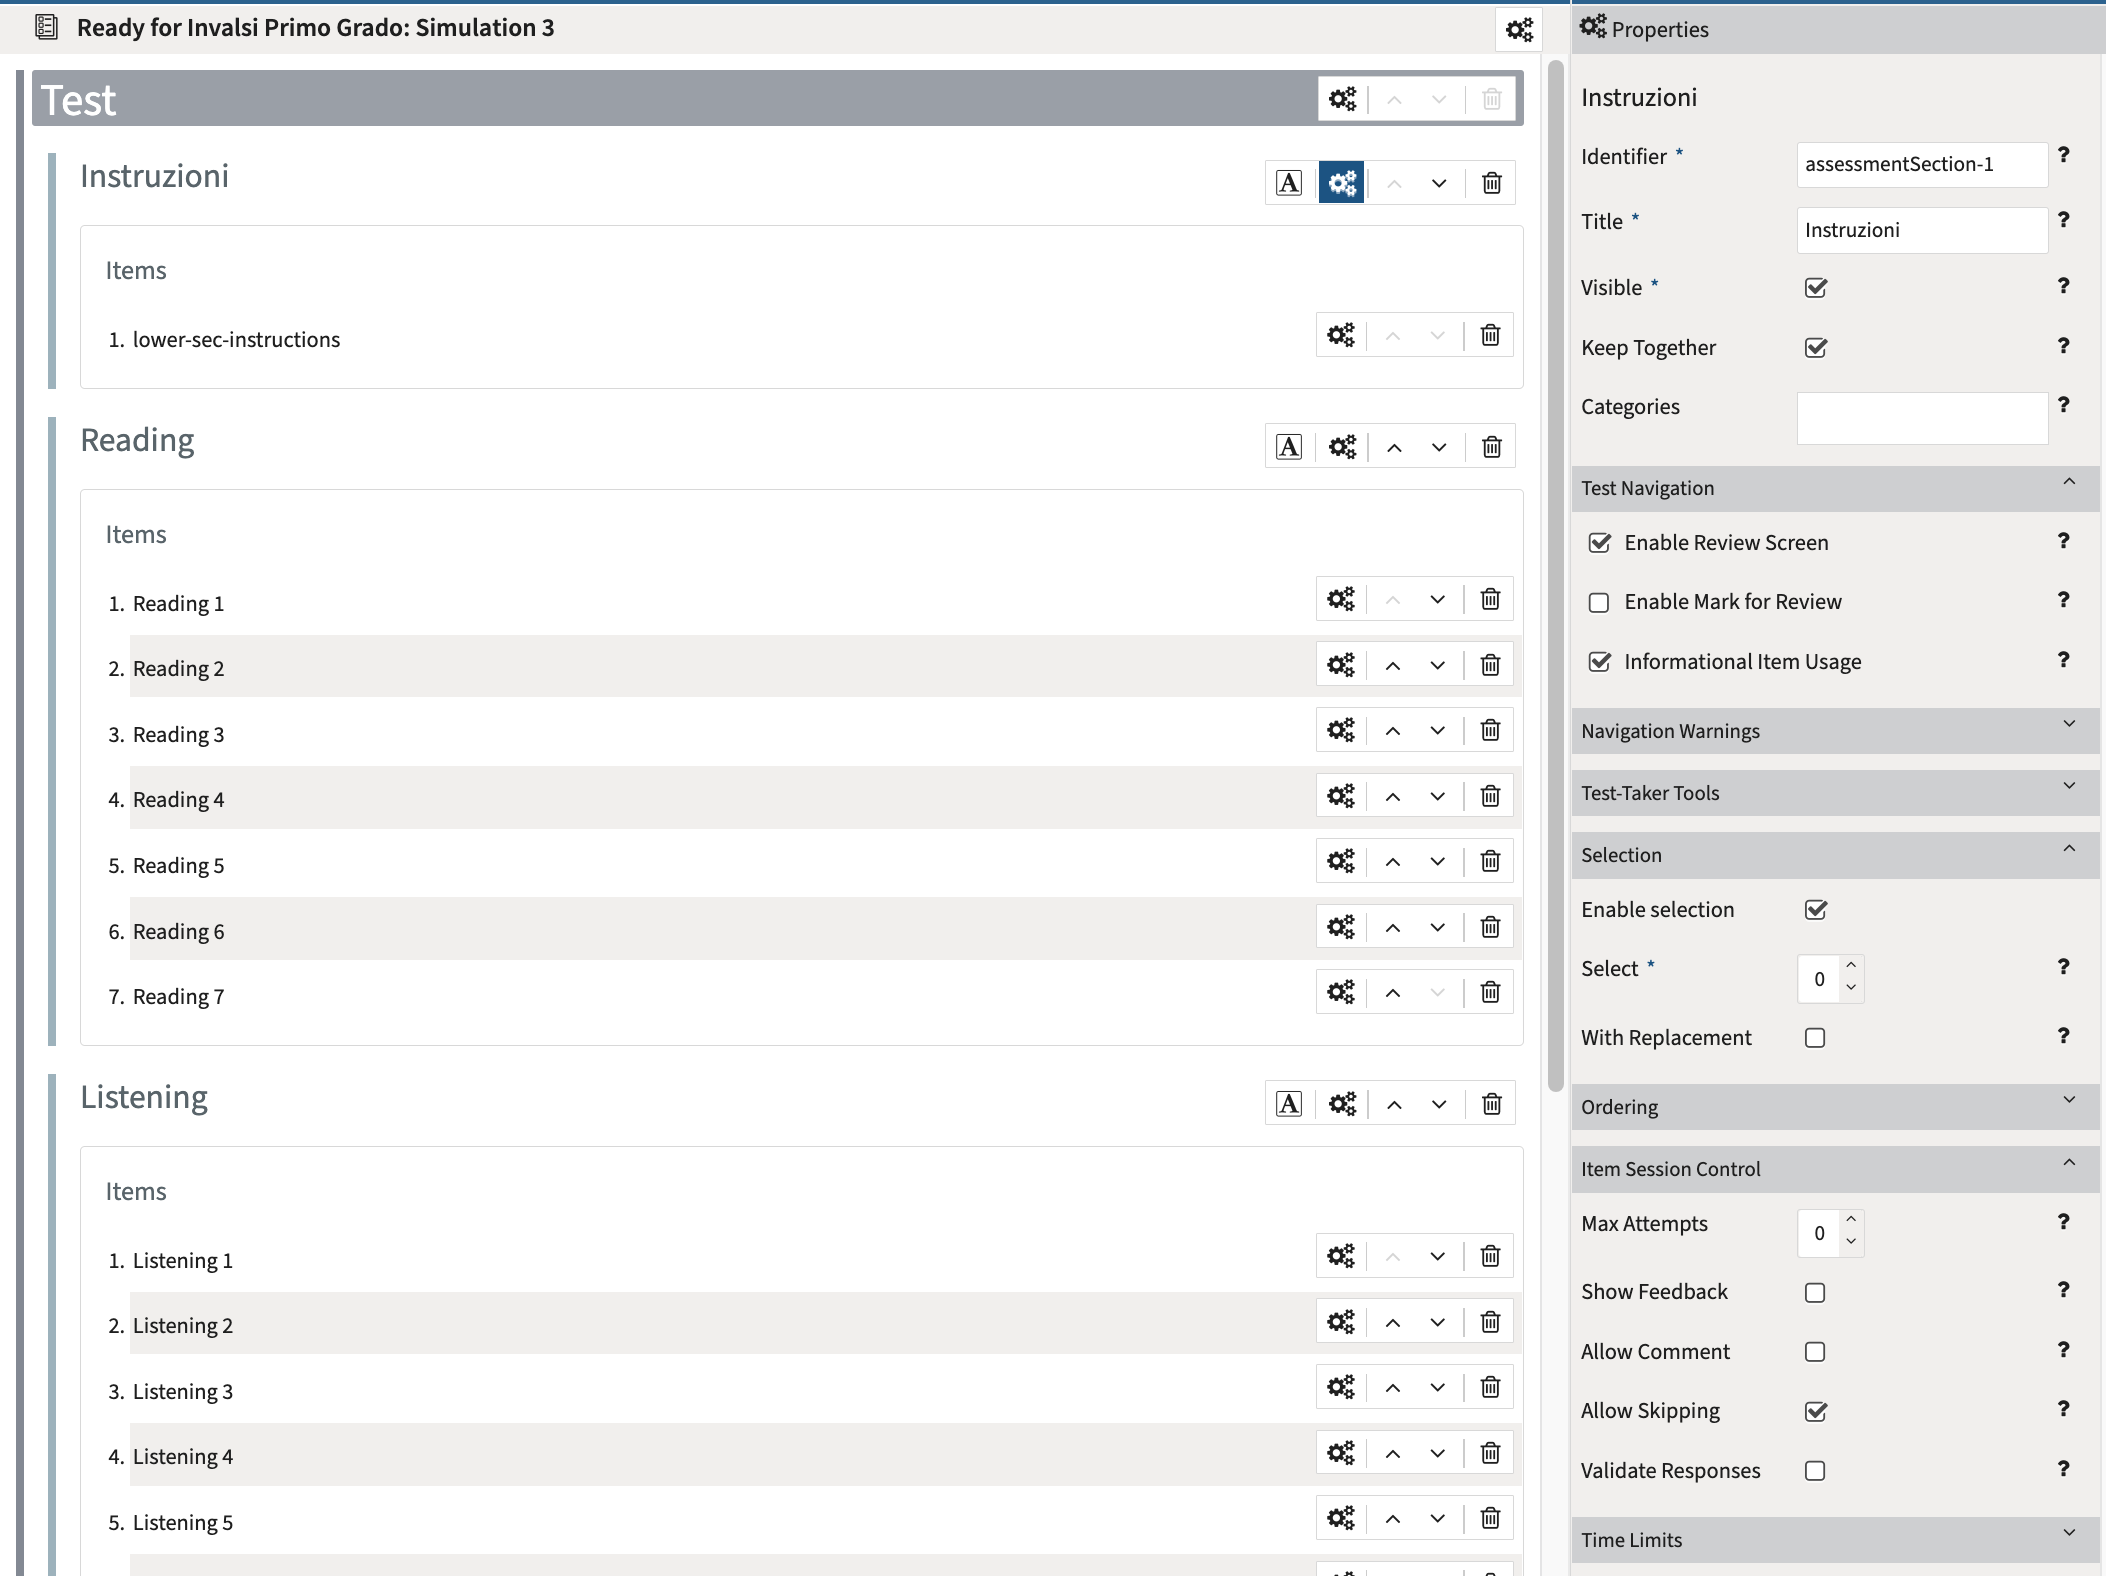 Ready for Invalsi Primo Grado: Simulation 3
Test
Instruzioni
A
Items
1. lower-sec-instructions
Reading
A
Items
1. Reading 1
2. Reading 2
3. Reading 3
4. Reading 4
5. Reading 5
6. Reading 6
7. Reading 7
Listening
A
Items
1. Listening 1
2. Listening 2
3. Listening 3
4. Listening 4
5. Listening 5
Properties
Instruzioni
Identifier * assessmentSection-1 ?
Title * Instruzioni ?
Visible * ?
Keep Together ?
Categories ?
Test Navigation
Enable Review Screen ?
Enable Mark for Review ?
Informational Item Usage ?
Navigation Warnings
Test-Taker Tools
Selection
Enable selection
Select * 0 ?
With Replacement ?
Ordering
Item Session Control
Max Attempts 0 ?
Show Feedback ?
Allow Comment ?
Allow Skipping ?
Validate Responses ?
Time Limits